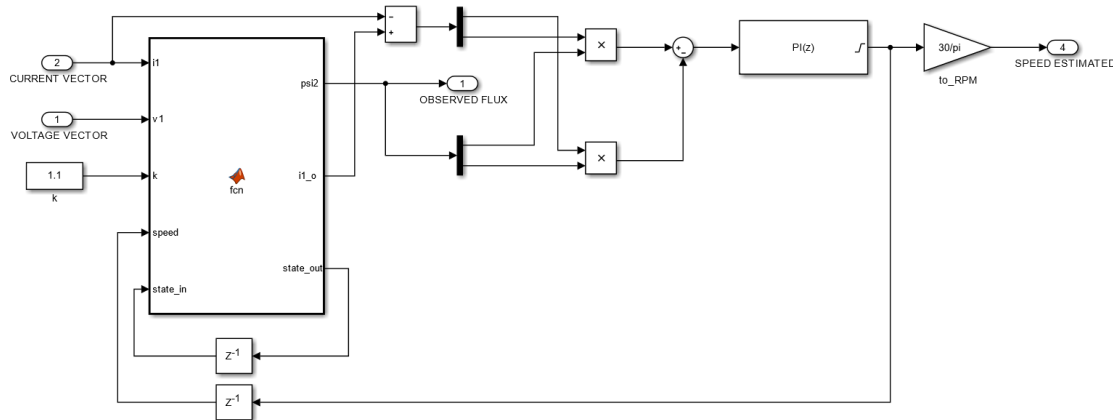 −
+
2
i1
CURRENT VECTOR
1
v1
VOLTAGE VECTOR
1.1
k
k
speed
state_in
fcn
psi2
i1_o
state_out
1
OBSERVED FLUX
×
×
+
−
PI(z)
30/pi
to_RPM
4
SPEED ESTIMATED
Z-1
Z-1